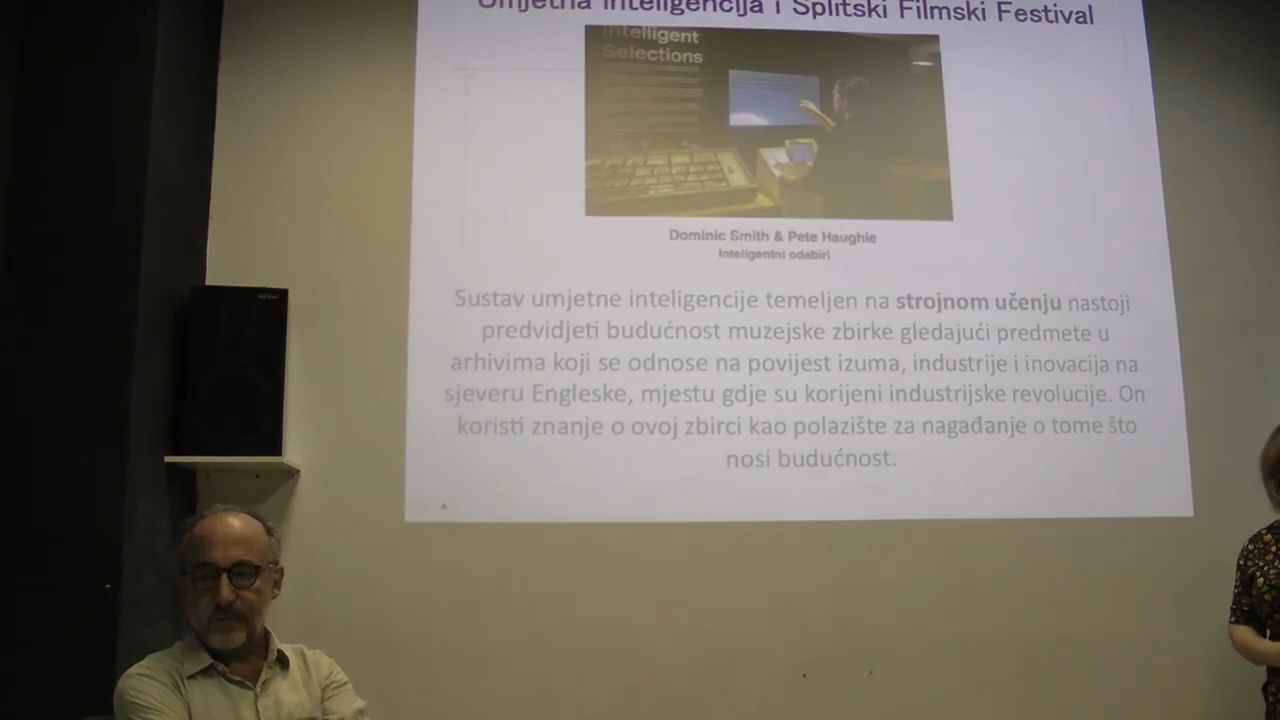 Umjetna Inteligencija i Splitski Filmski Festival
Intelligent
Selections
Dominic Smith & Pete Haughie
Inteligentni odabiri
Sustav umjetne inteligencije temeljen na strojnom učenju nastoji
predvidjeti budućnost muzejske zbirke gledajući predmete u
arhivima koji se odnose na povijest izuma, industrije i inovacija na
sjeveru Engleske, mjestu gdje su korijeni industrijske revolucije. On
koristi znanje o ovoj zbirci kao polazište za nagađanje o tome što
nosi budućnost.